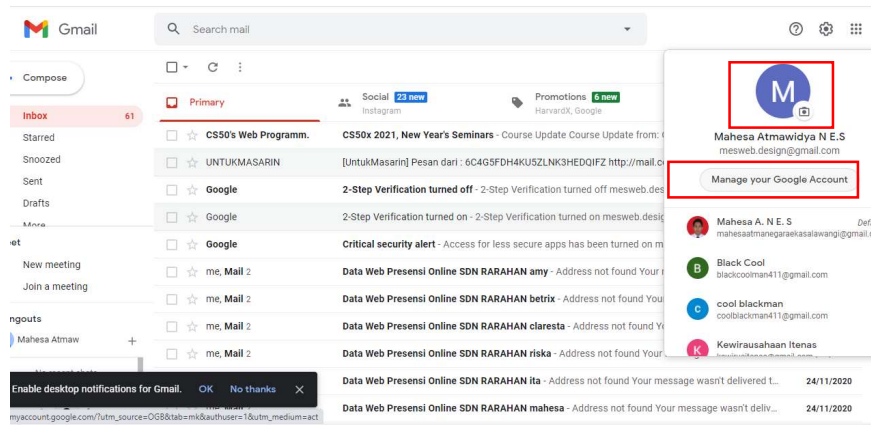 Gmail
Search mail
Compose
Inbox 61
Starred
Snoozed
Sent
Drafts
More
New meeting
Join a meeting
ngouts
Mahesa Atmaw +
Primary
Social 23 new
Instagram
Promotions 6 new
HarvardX, Google
CS50's Web Programm. CS50x 2021, New Year's Seminars - Course Update Course Update from:
UNTUKMASARIN [UntukMasarin] Pesan dari : 6C4G5FDH4KU5ZLNK3HEDQIFZ http://mail.c
Google 2-Step Verification turned off - 2-Step Verification turned off mesweb.des
Google 2-Step Verification turned on - 2-Step Verification turned on mesweb.desig
Google Critical security alert - Access for less secure apps has been turned on m
me, Mail 2 Data Web Presensi Online SDN RARAHAN amy - Address not found Your
me, Mail 2 Data Web Presensi Online SDN RARAHAN betrix - Address not found You
me, Mail 2 Data Web Presensi Online SDN RARAHAN claresta - Address not found Y
me, Mail 2 Data Web Presensi Online SDN RARAHAN riska - Address not found Your
Data Web Presensi Online SDN RARAHAN ita - Address not found Your message wasn't delivered t... 24/11/2020
Data Web Presensi Online SDN RARAHAN mahesa - Address not found Your message wasn't deliv... 24/11/2020
M
Mahesa Atmawidya N E.S
mesweb.design@gmail.com
Manage your Google Account
Mahesa A. N E. S Def
mahesaatmanegaraekasalawangi@gmail.c
B
Black Cool
blackcoolman411@gmail.com
c
cool blackman
coolblackman411@gmail.com
K
Kewirausahaan Itenas
Enable desktop notifications for Gmail. OK No thanks
myaccount.google.com/?utm_source=OGB&tab=mk&authuser=1&utm_medium=act